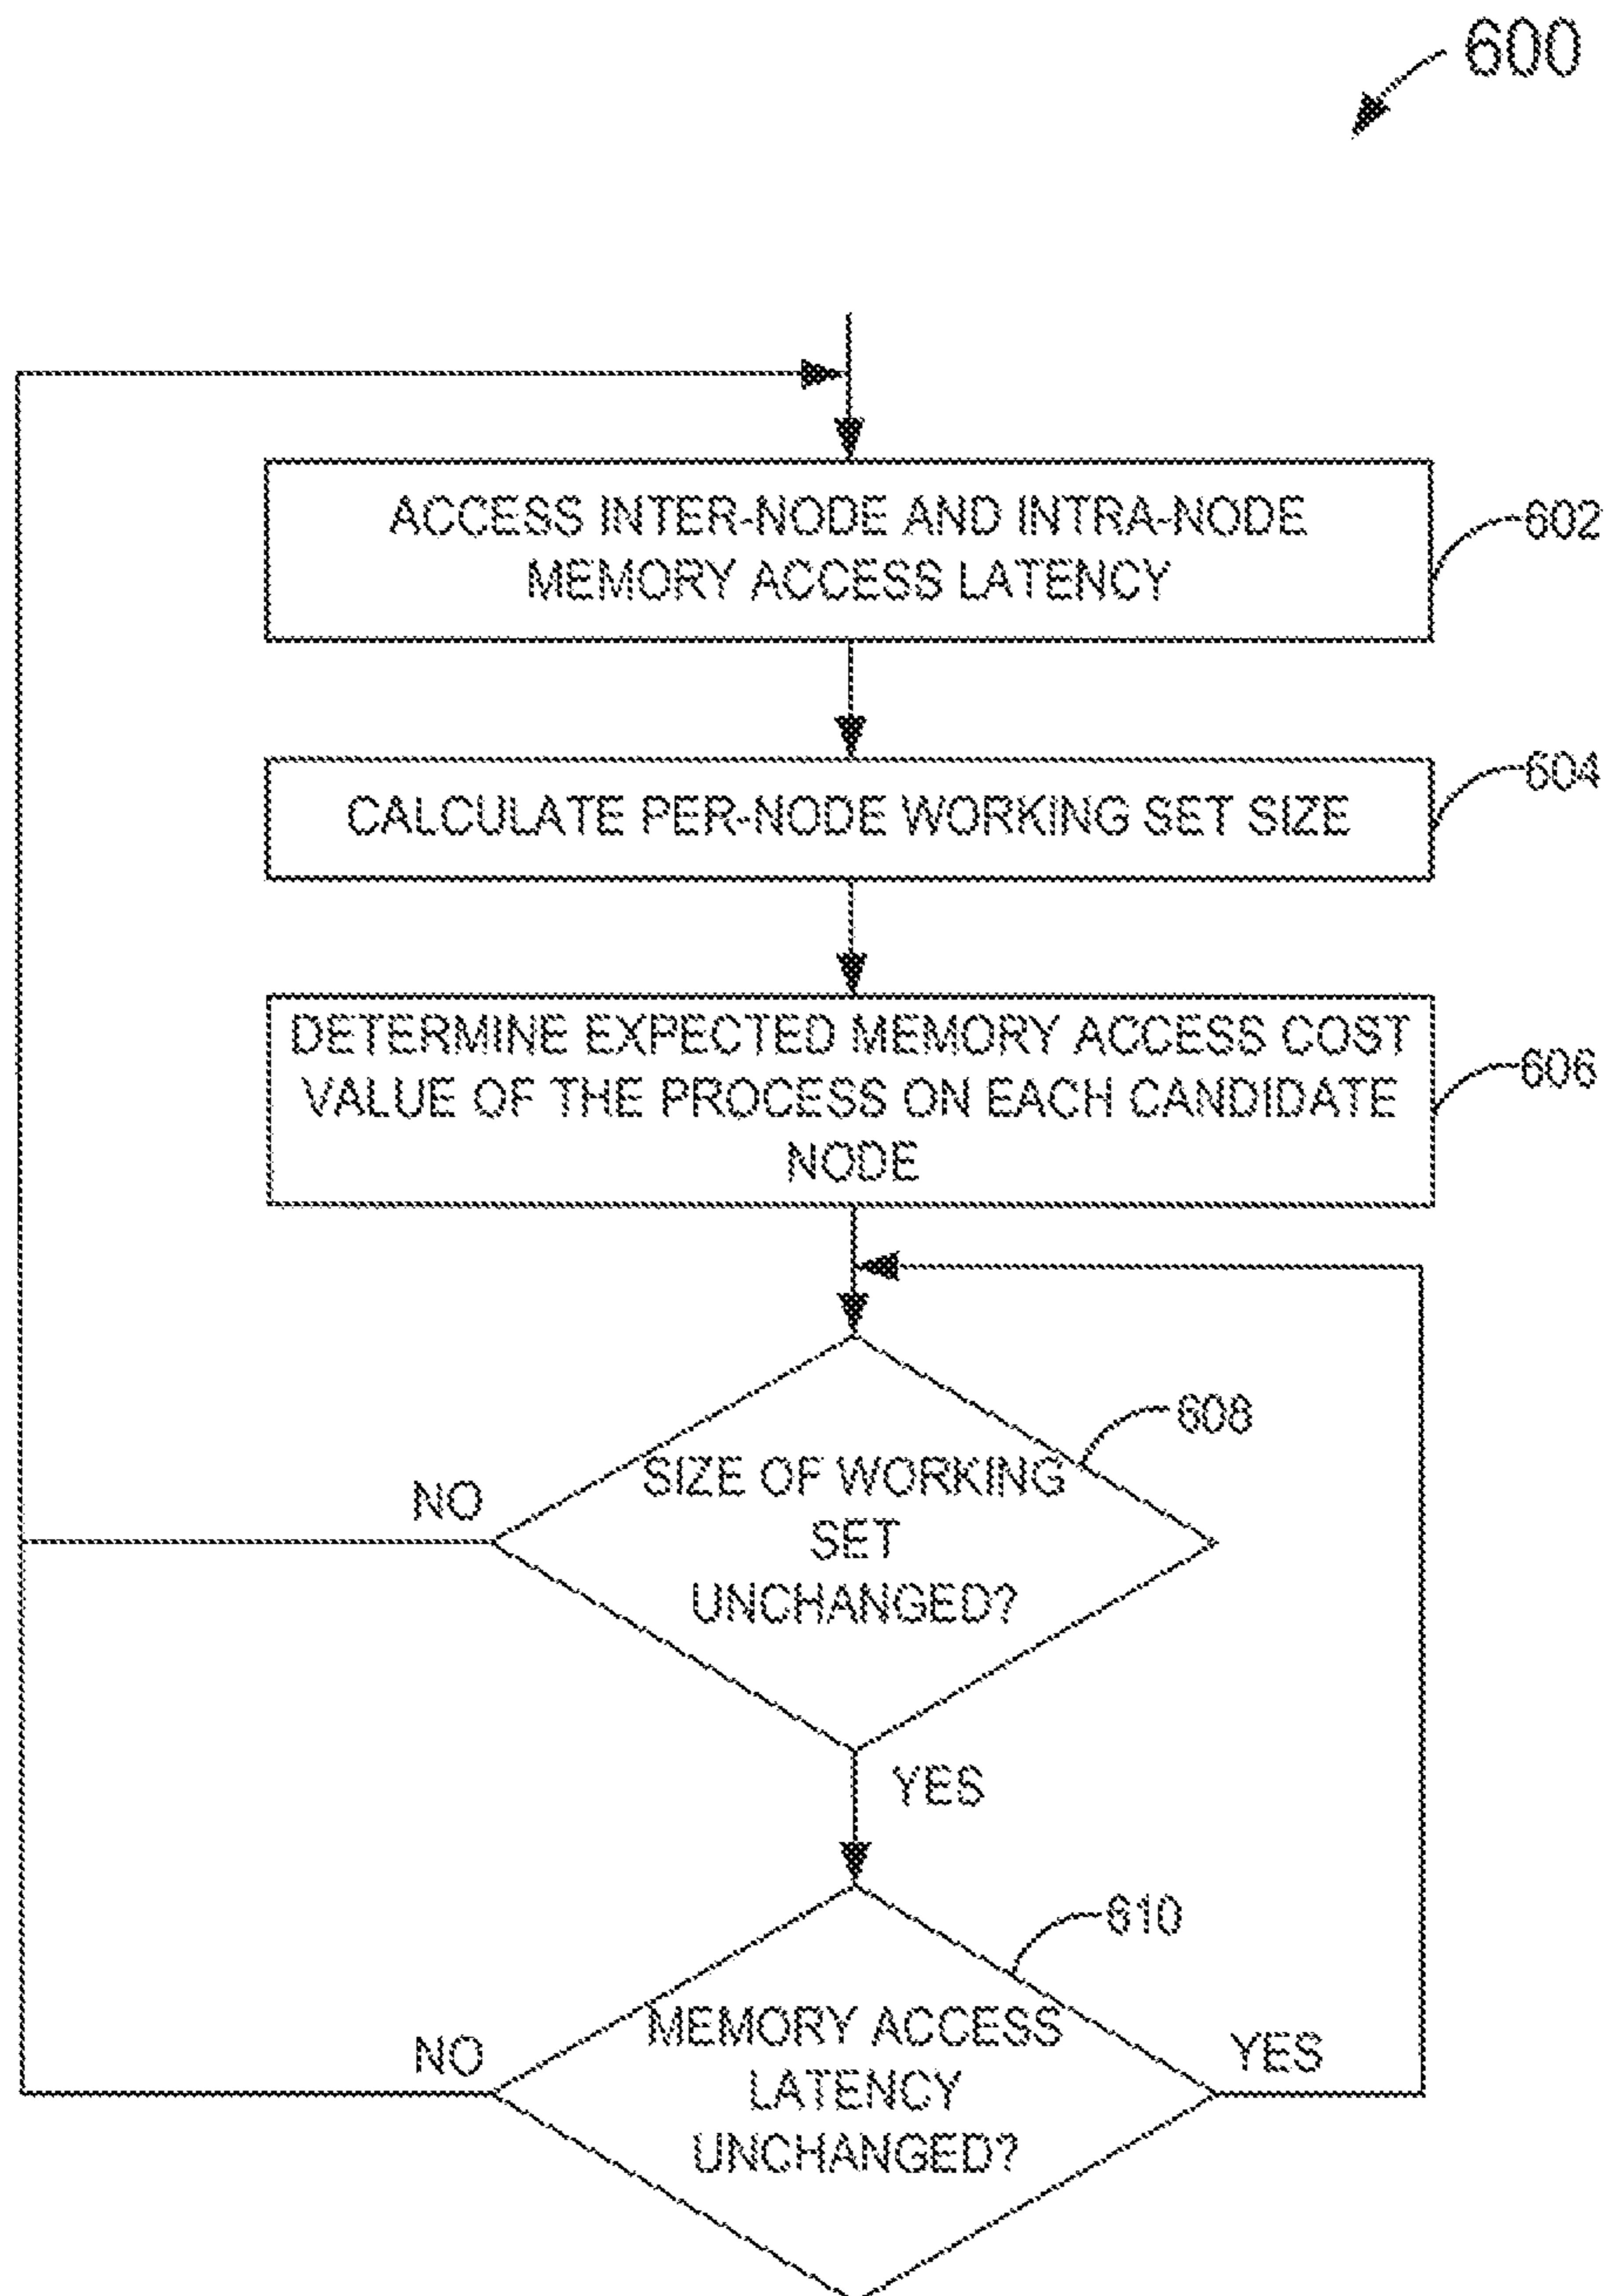 600
ACCESS INTER-NODE AND INTRA-NODE
MEMORY ACCESS LATENCY
602
CALCULATE PER-NODE WORKING SET SIZE
604
DETERMINE EXPECTED MEMORY ACCESS COST
VALUE OF THE PROCESS ON EACH CANDIDATE
NODE
606
608
SIZE OF WORKING
SET
UNCHANGED?
NO
YES
610
MEMORY ACCESS
LATENCY
UNCHANGED?
NO
YES